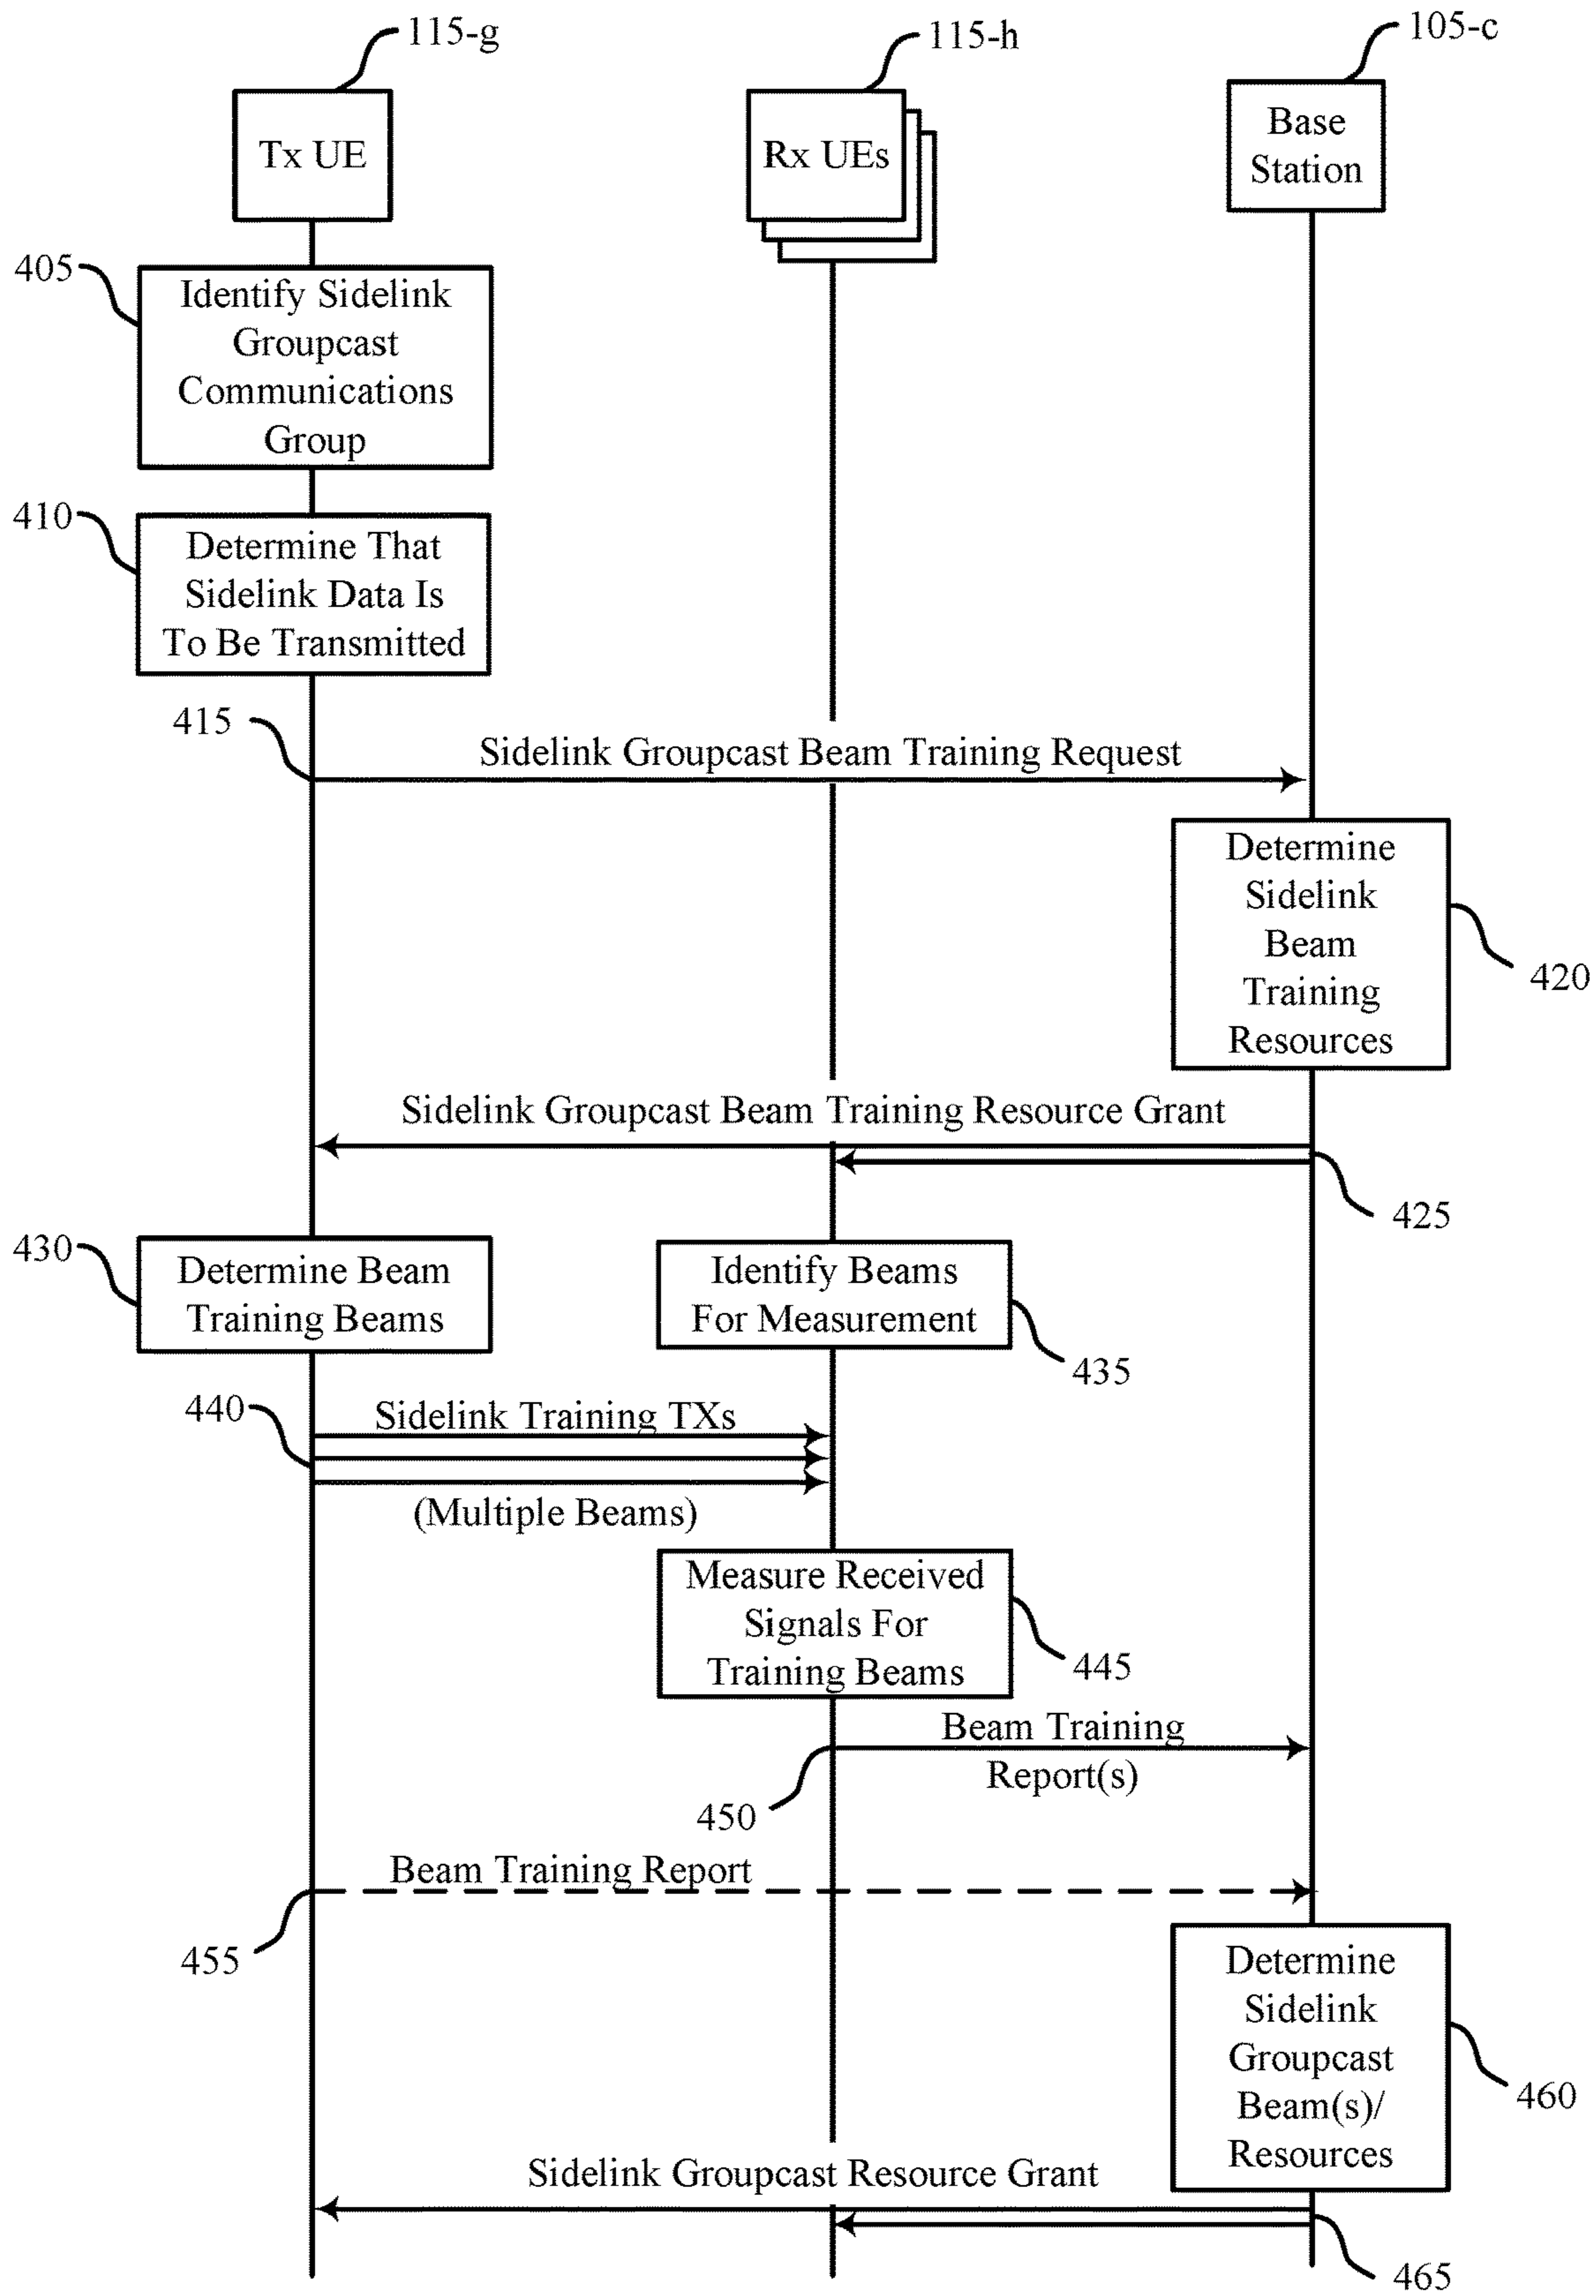 115-g
115-h
105-c
Tx UE
Rx UEs
Base
Station
405
Identify Sidelink
Groupcast
Communications
Group
410
Determine That
Sidelink Data Is
To Be Transmitted
415
Sidelink Groupcast Beam Training Request
Determine
Sidelink
Beam
Training
Resources
420
Sidelink Groupcast Beam Training Resource Grant
425
430
Determine Beam
Training Beams
Identify Beams
For Measurement
435
440
Sidelink Training TXs
(Multiple Beams)
Measure Received
Signals For
Training Beams
445
Beam Training
Report(s)
450
Beam Training Report
455
Determine
Sidelink
Groupcast
Beam(s)/
Resources
460
Sidelink Groupcast Resource Grant
465